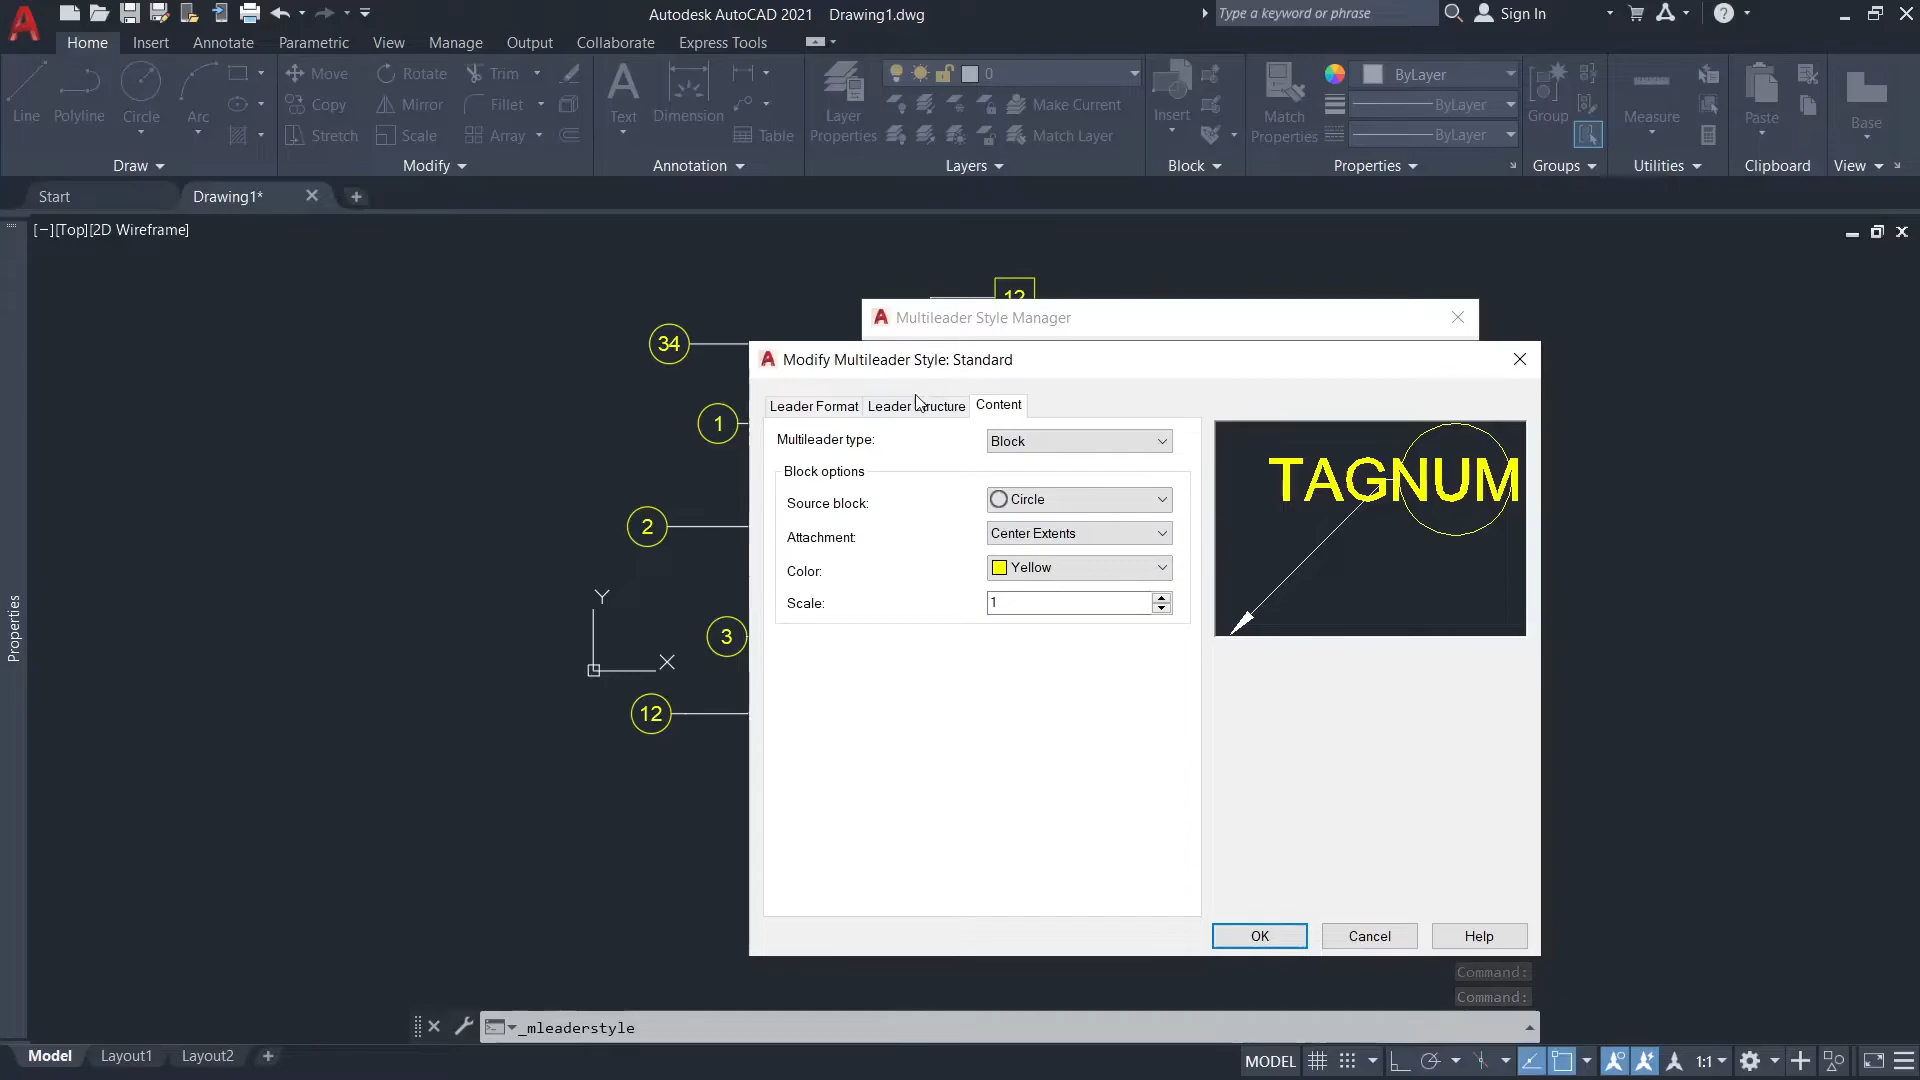 Autodesk AutoCAD 2021 Drawing1.dwg
Type a keyword or phrase
Sign In
Home Insert Annotate Parametric View Manage Output Collaborate Express Tools
Line
Polyline
Circle
Arc
Draw
Move
Rotate
Trim
Copy
Mirror
Fillet
Stretch
Scale
Array
Modify
Text
Dimension
Table
Annotation
Layer
Properties
0
Make Current
Match Layer
Layers
Insert
Block
Match
Properties
ByLayer
ByLayer
ByLayer
Properties
Group
Groups
Measure
Utilities
Paste
Clipboard
Base
View
Start
Drawing1*
[−][Top][2D Wireframe]
12
34
1
2
3
12
Y
X
Properties
Multileader Style Manager
Modify Multileader Style: Standard
Leader Format
Content
Multileader type:
Block
Block options
Source block:
Circle
Attachment:
Center Extents
Color:
Yellow
Scale:
1
TAGNUM
OK
Cancel
Help
Command:
Command:
_mleaderstyle
Model Layout1 Layout2
MODEL
1:1